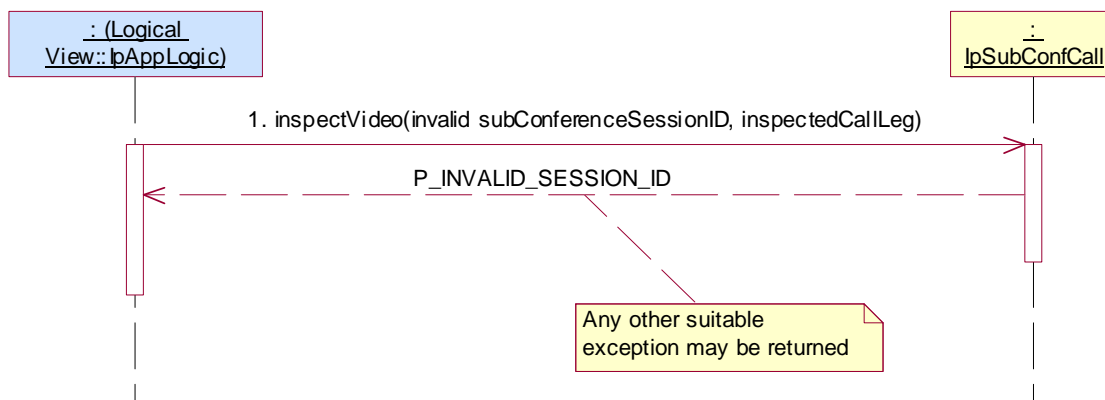 : (Logical
View::IpAppLogic)
:
IpSubConfCall
1. inspectVideo(invalid subConferenceSessionID, inspectedCallLeg)
P_INVALID_SESSION_ID
Any other suitable
exception may be returned